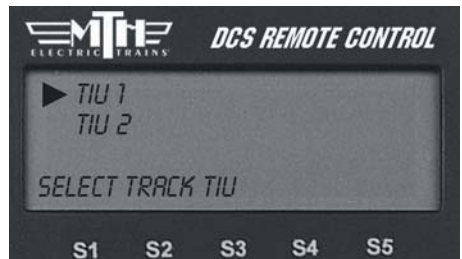 MTH
ELECTRIC TRAINS
DCS REMOTE CONTROL
TIU 1
TIU 2
SELECT TRACK TIU
S1 S2 S3 S4 S5